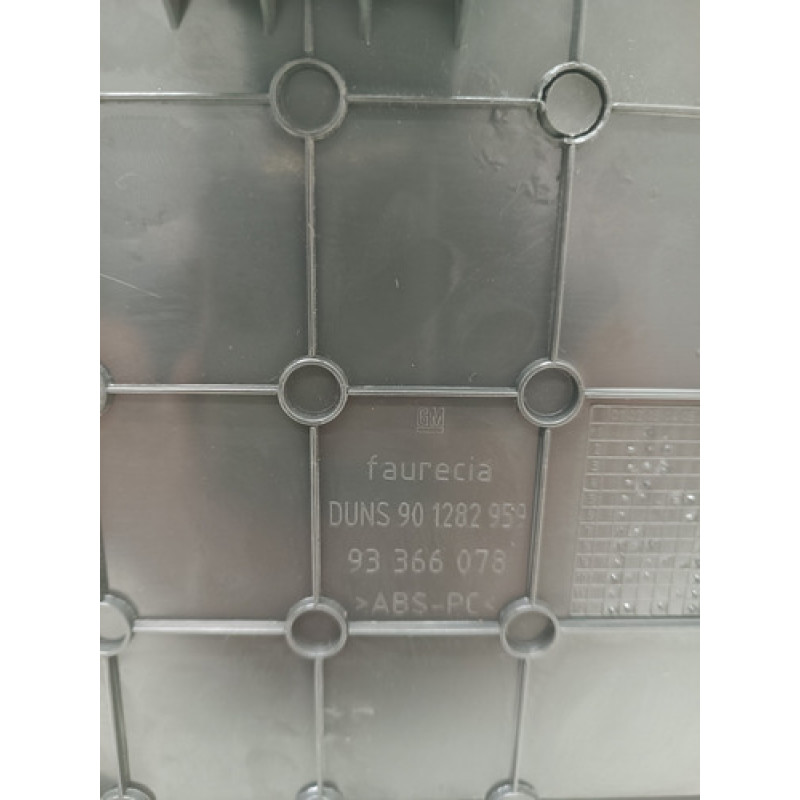 GM
faurecia
DUNS 90 1282 959
93 366 078
>ABS-PC<